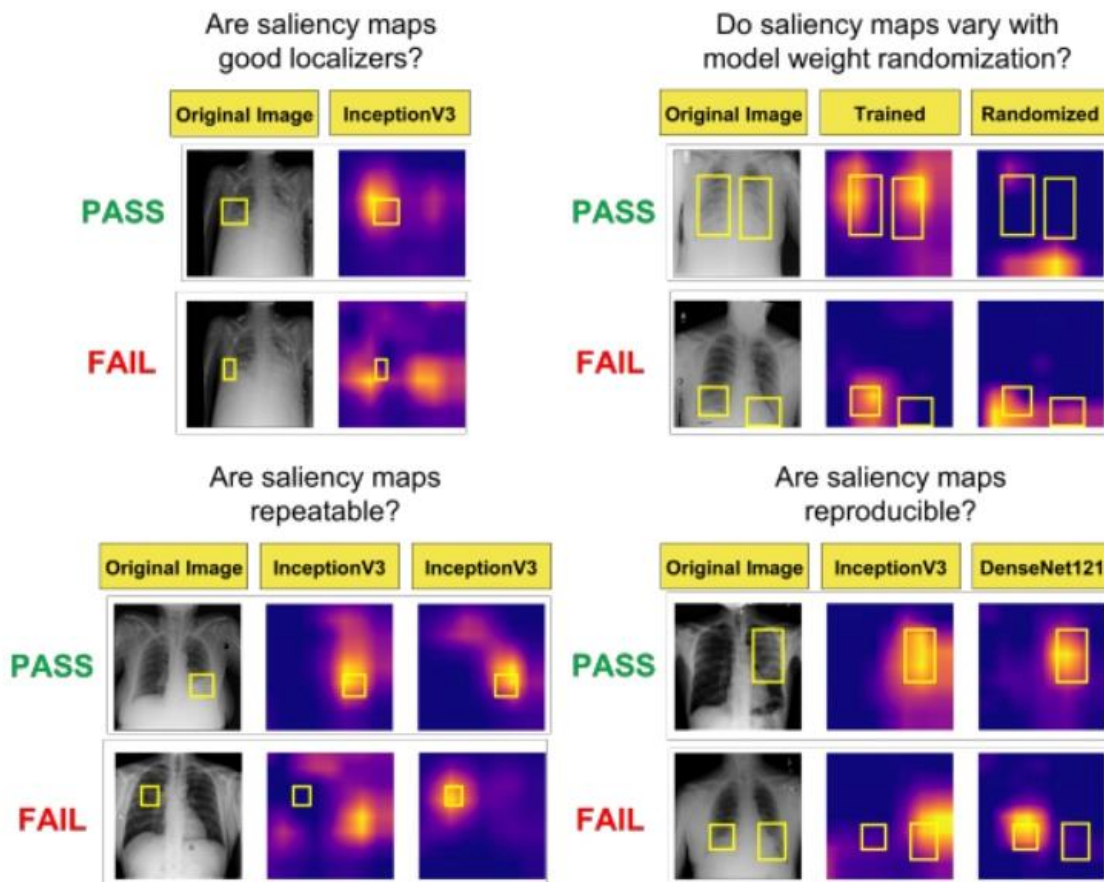 Are saliency maps
good localizers?
Original Image InceptionV3
PASS
FAIL
Do saliency maps vary with
model weight randomization?
Original Image Trained Randomized
Are saliency maps
repeatable?
Original Image InceptionV3 InceptionV3
PASS
FAIL
Are saliency maps
reproducible?
Original Image InceptionV3 DenseNet121
PASS
FAIL
PASS
FAIL